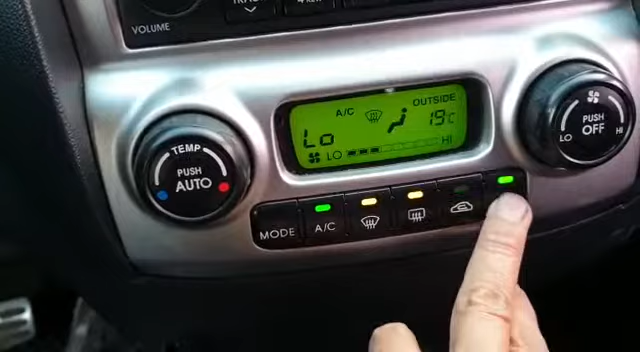 VOLUME
A/C
OUTSIDE
Lo
19°C
LO
HI
TEMP
PUSH
AUTO
PUSH
OFF
LO
HI
MODE
A/C